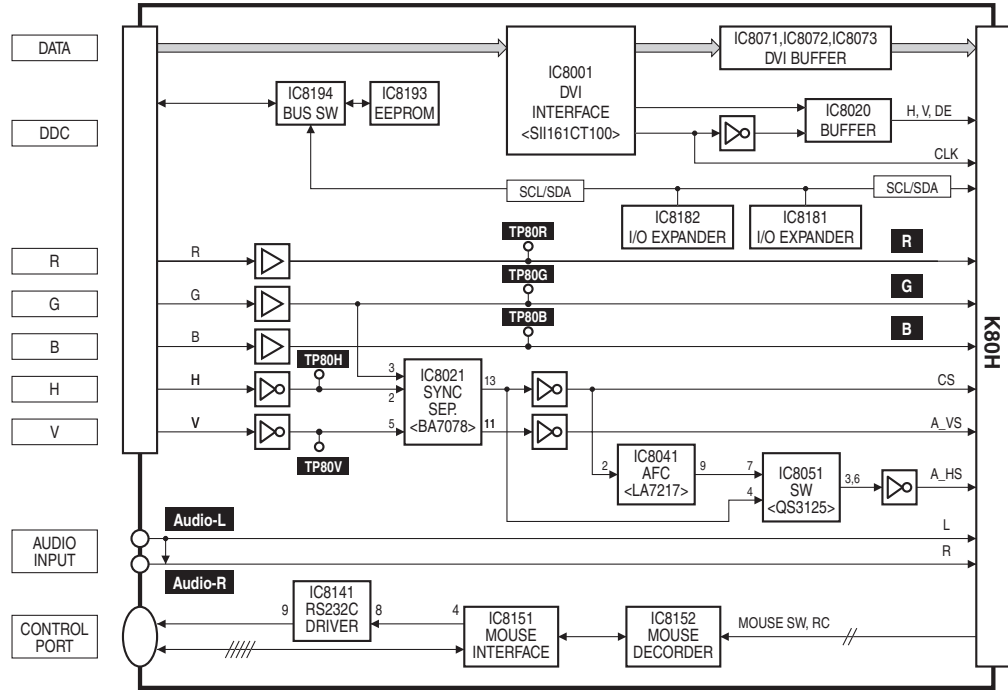 DATA
IC8001
DVI
INTERFACE
<SII161CT100>
IC8071,IC8072,IC8073
DVI BUFFER
IC8194
BUS SW
IC8193
EEPROM
IC8020
BUFFER
H, V, DE
DDC
CLK
SCL/SDA
SCL/SDA
IC8182
I/O EXPANDER
IC8181
I/O EXPANDER
TP80R
R
R
R
TP80G
G
G
G
TP80B
B
B
B
K80H
TP80H
H
H
3
2
IC8021
SYNC
SEP.
<BA7078>
13
CS
V
V
5
11
A_VS
TP80V
2
IC8041
AFC
<LA7217>
9
7
4
IC8051
SW
<QS3125>
3,6
A_HS
Audio-L
L
AUDIO
INPUT
R
Audio-R
CONTROL
PORT
9
IC8141
RS232C
DRIVER
8
4
IC8151
MOUSE
INTERFACE
IC8152
MOUSE
DECORDER
MOUSE SW, RC